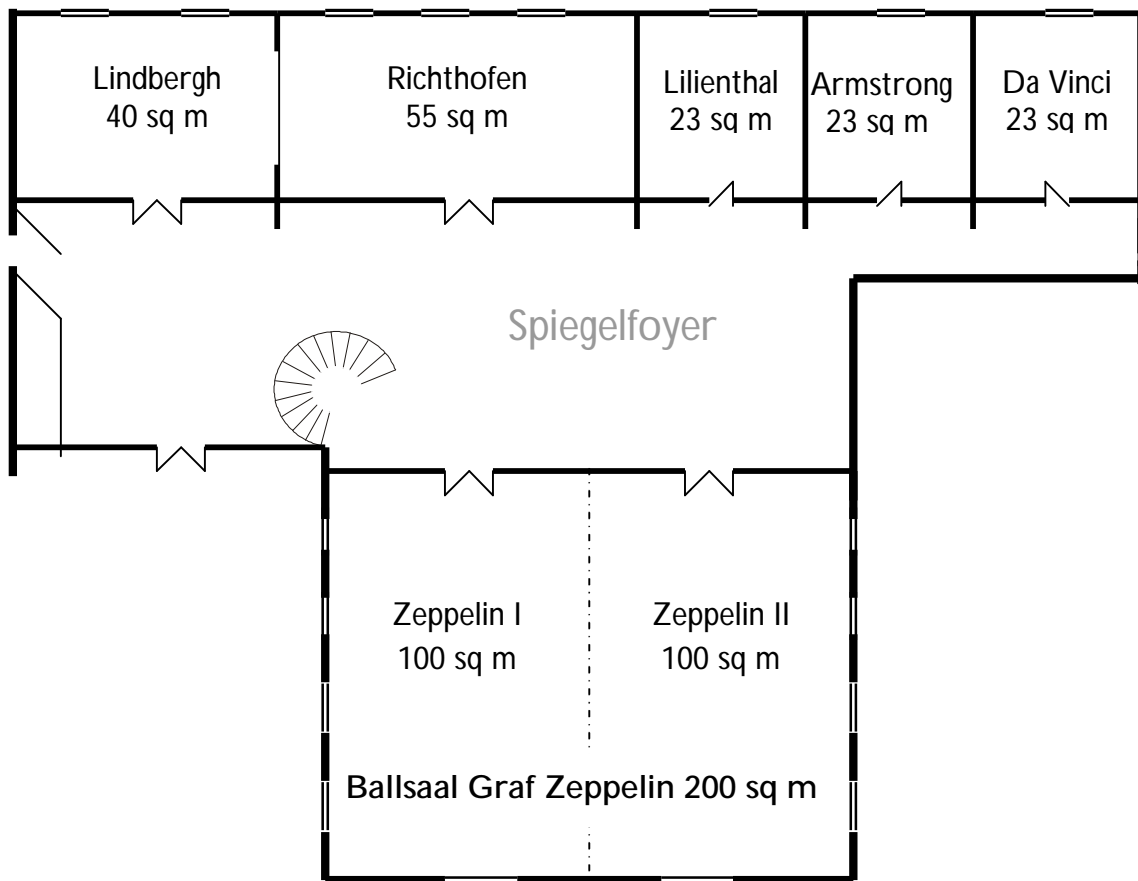 Lindbergh
40 sq m
Richthofen
55 sq m
Lilienthal
23 sq m
Armstrong
23 sq m
Da Vinci
23 sq m
Spiegelfoyer
Zeppelin I
100 sq m
Zeppelin II
100 sq m
Ballsaal Graf Zeppelin 200 sq m